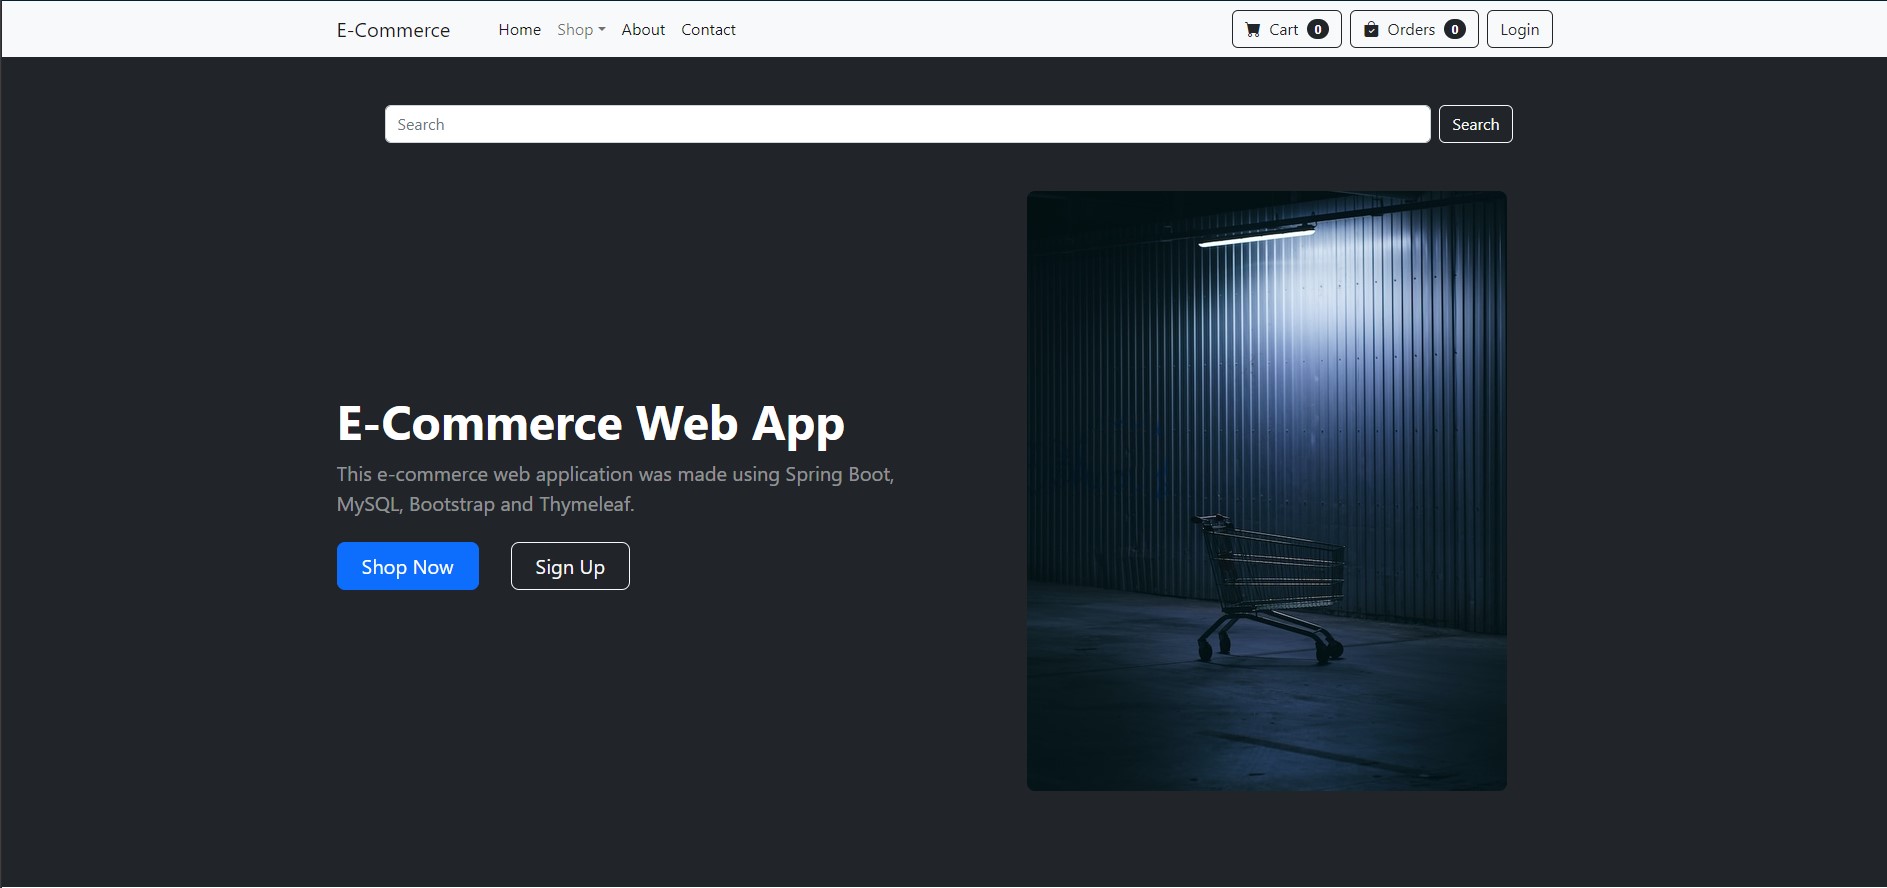 E-Commerce Home Shop About Contact Cart 0 Orders 0 Login
Search Search
E-Commerce Web App
This e-commerce web application was made using Spring Boot,
MySQL, Bootstrap and Thymeleaf.
Shop Now Sign Up